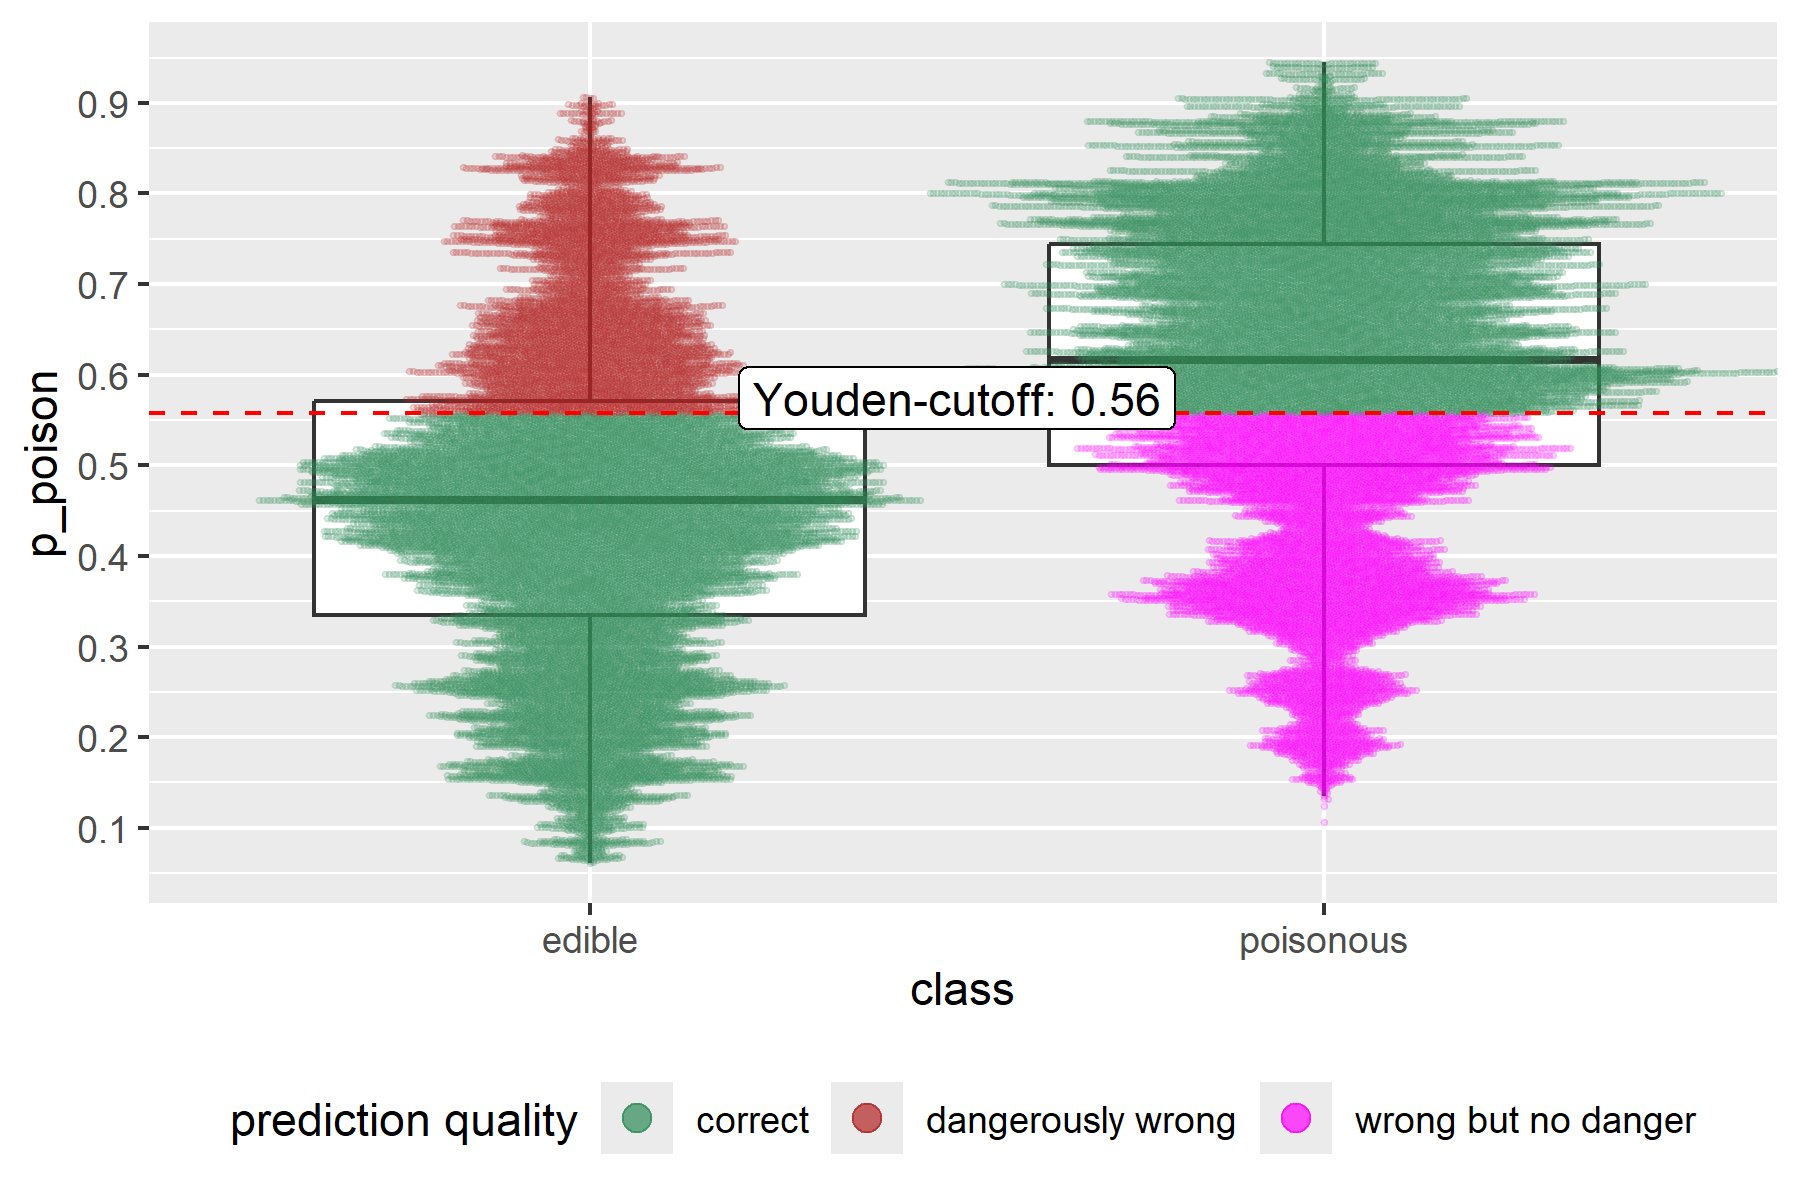 p_poison
0.9
0.8
0.7
0.6
0.5
0.4
0.3
0.2
0.1
Youden-cutoff: 0.56
edible poisonous
class
prediction quality correct dangerously wrong wrong but no danger